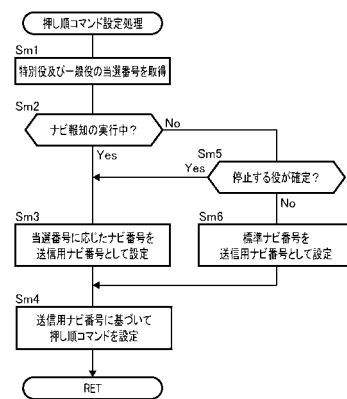 押し順コマンド設定処理
Sm1
特別役及び一般役の当選番号を取得
Sm2
ナビ報知の実行中？
No
Yes
Sm5
Yes
停止する役が確定？
No
Sm3
当選番号に応じたナビ番号を
送信用ナビ番号として設定
Sm6
標準ナビ番号を
送信用ナビ番号として設定
Sm4
送信用ナビ番号に基づいて
押し順コマンドを設定
RET